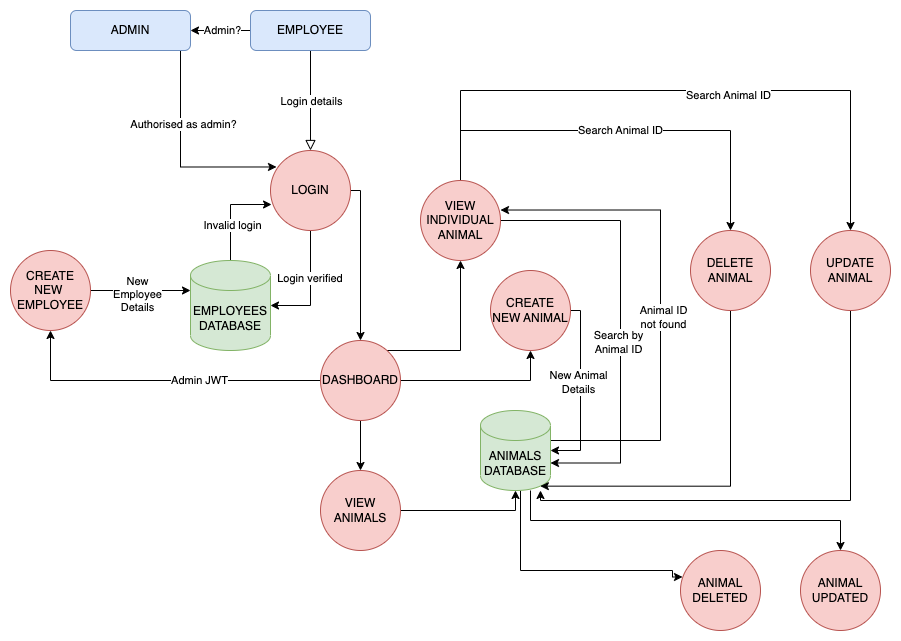 ADMIN
Admin?
EMPLOYEE
Search Animal ID
Login details
Authorised as admin?
Search Animal ID
LOGIN
VIEW
INDIVIDUAL
ANIMAL
Invalid login
DELETE
ANIMAL
UPDATE
ANIMAL
CREATE
NEW
EMPLOYEE
New
Employee
Details
Login verified
EMPLOYEES
DATABASE
CREATE
NEW ANIMAL
Animal ID
not found
Search by
Animal ID
Admin JWT
DASHBOARD
New Animal
Details
ANIMALS
DATABASE
VIEW
ANIMALS
ANIMAL
DELETED
ANIMAL
UPDATED